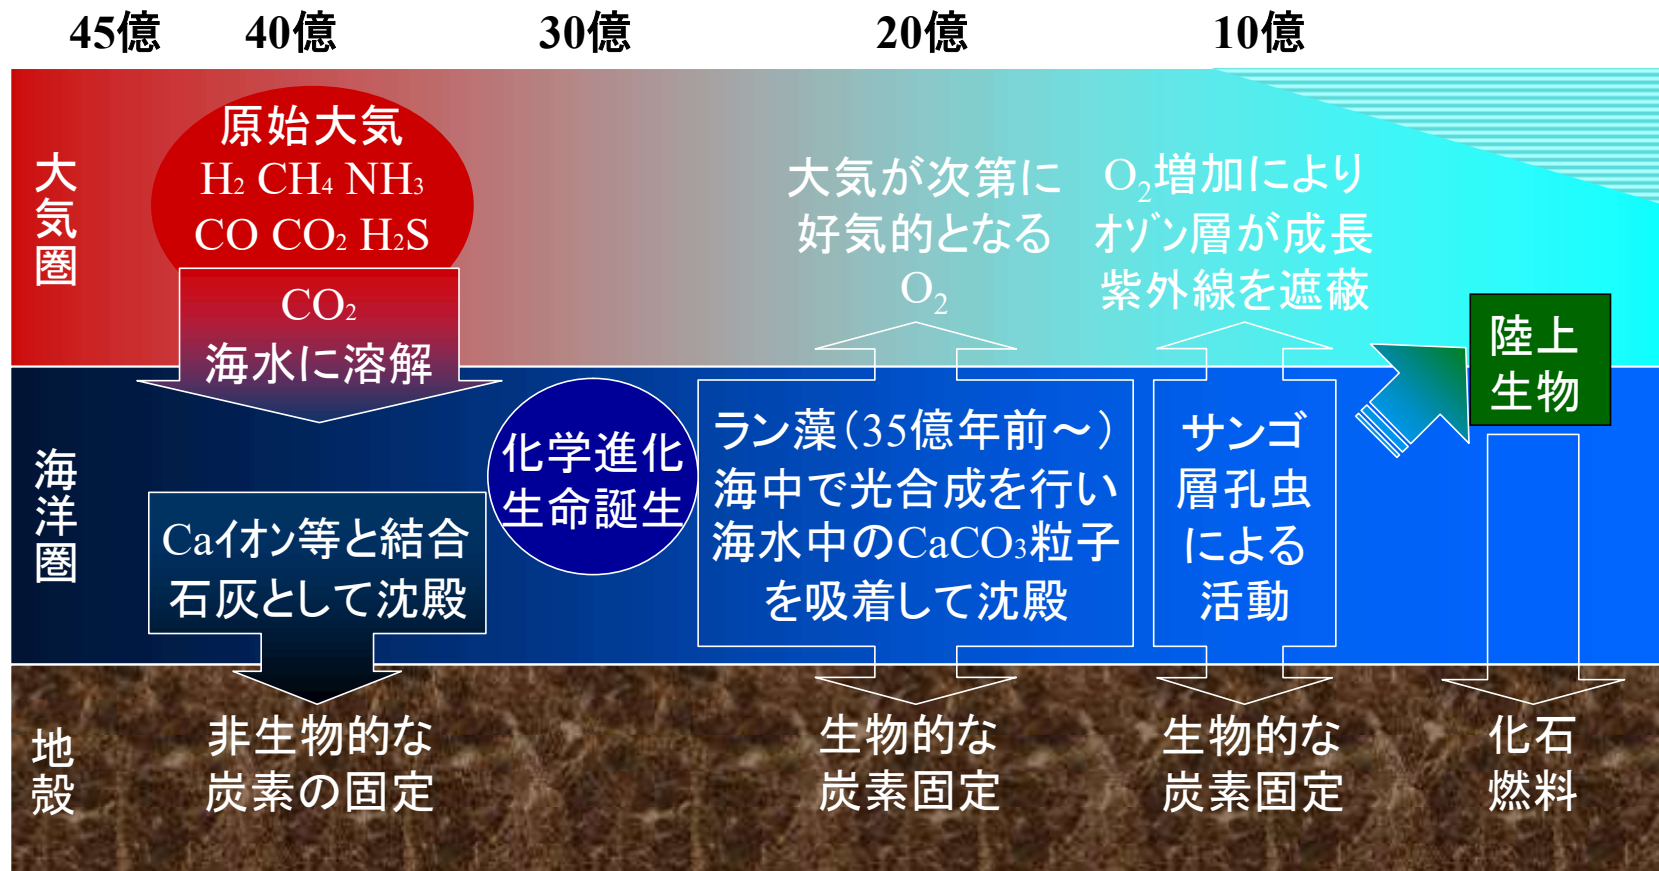 45億 40億 30億 20億 10億
大気圏
原始大気
H₂ CH₄ NH₃
CO CO₂ H₂S
CO₂
海水に溶解
大気が次第に
好気的となる
O₂
O₂増加により
オゾン層が成長
紫外線を遮蔽
陸上
生物
海洋圏
Caイオン等と結合
石灰として沈殿
化学進化
生命誕生
ラン藻（35億年前～）
海中で光合成を行い
海水中のCaCO₃粒子
を吸着して沈殿
サンゴ
層孔虫
による
活動
地殻
非生物的な
炭素の固定
生物的な
炭素固定
生物的な
炭素固定
化石
燃料